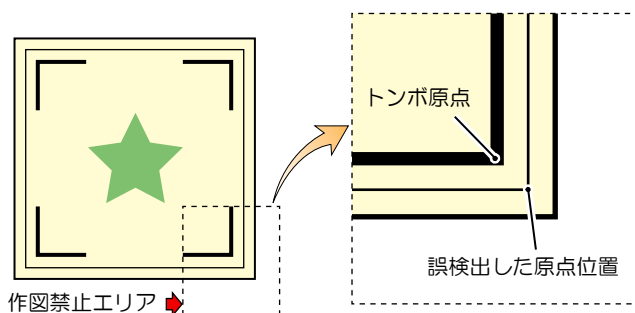 トンボ原点
誤検出した原点位置
作図禁止エリア